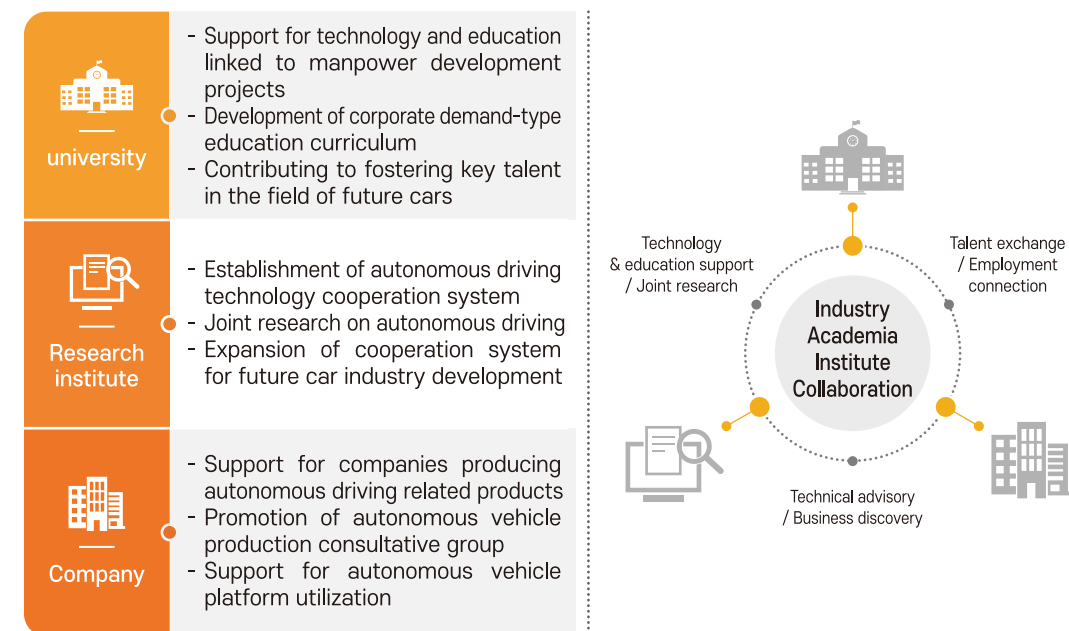 university
- Support for technology and education
linked to manpower development
projects
- Development of corporate demand-type
education curriculum
- Contributing to fostering key talent
in the field of future cars
Research
institute
- Establishment of autonomous driving
technology cooperation system
- Joint research on autonomous driving
- Expansion of cooperation system
for future car industry development
Company
- Support for companies producing
autonomous driving related products
- Promotion of autonomous vehicle
production consultative group
- Support for autonomous vehicle
platform utilization
Technology
& education support
/ Joint research
Talent exchange
/ Employment
connection
Industry
Academia
Institute
Collaboration
Technical advisory
/ Business discovery